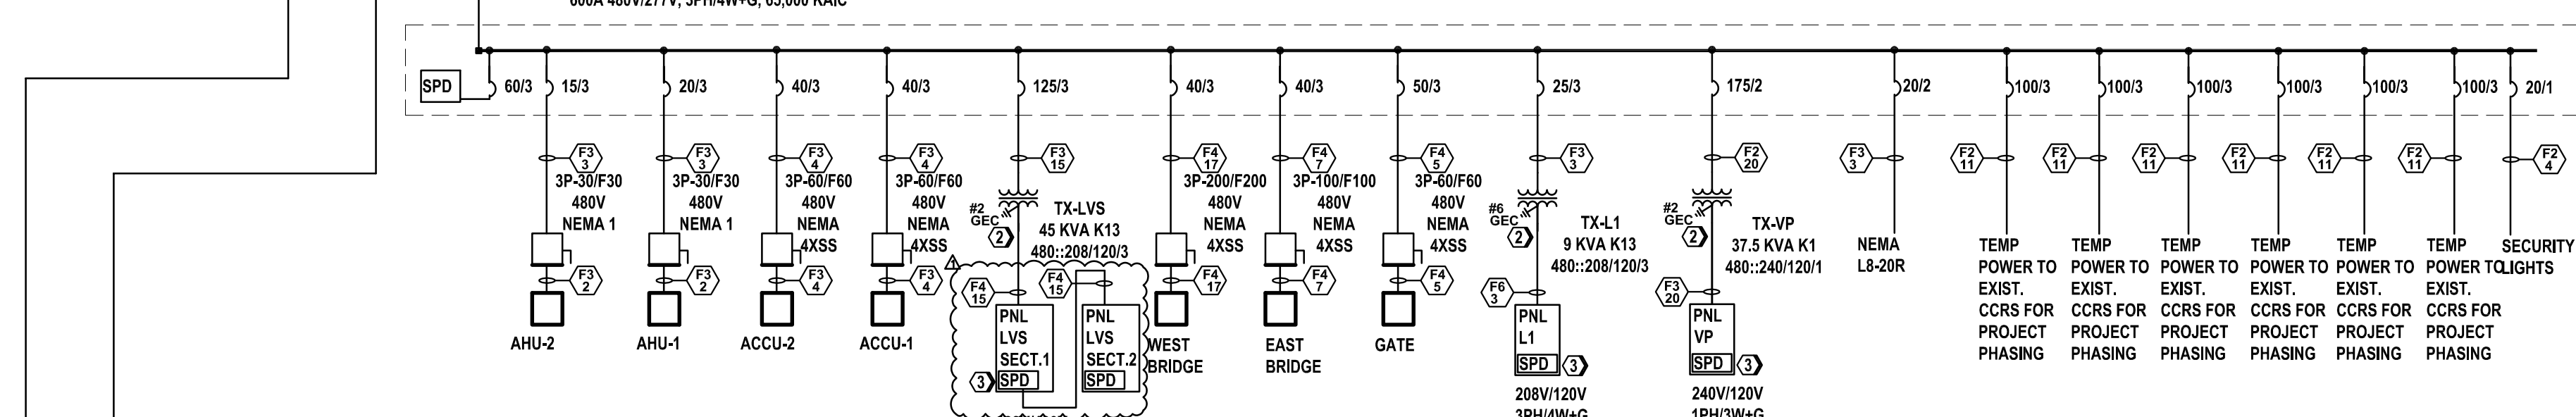 600A 480V/277V, 3PH/4W+G, 65,000 KAIC
SPD
60/3
15/3
20/3
40/3
40/3
125/3
40/3
40/3
50/3
25/3
175/2
20/2
100/3
100/3
100/3
100/3
100/3
100/3
20/1
F3
3
3P-30/F30
480V
NEMA 1
F3
2
AHU-2
F3
3
3P-30/F30
480V
NEMA 1
F3
2
AHU-1
F3
4
3P-60/F60
480V
NEMA
4XSS
F3
4
ACCU-2
F3
4
3P-60/F60
480V
NEMA
4XSS
F3
4
ACCU-1
F3
15
#2
GEC
2
TX-LVS
45 KVA K13
480::208/120/3
1
F4
15
F4
15
PNL
LVS
SECT.1
SPD
3
PNL
LVS
SECT.2
SPD
F4
17
3P-200/F200
480V
NEMA
4XSS
F4
17
WEST
BRIDGE
F4
7
3P-100/F100
480V
NEMA
4XSS
F4
7
EAST
BRIDGE
F4
5
3P-60/F60
480V
NEMA
4XSS
F4
5
GATE
F3
3
#6
GEC
2
TX-L1
9 KVA K13
480::208/120/3
F6
3
PNL
L1
SPD
3
208V/120V
3PH/4W+G
F2
20
#2
GEC
2
TX-VP
37.5 KVA K1
480::240/120/1
F3
20
PNL
VP
SPD
3
240V/120V
1PH/3W+G
F3
3
NEMA
L8-20R
F2
11
TEMP
POWER TO
EXIST.
CCRS FOR
PROJECT
PHASING
F2
11
TEMP
POWER TO
EXIST.
CCRS FOR
PROJECT
PHASING
F2
11
TEMP
POWER TO
EXIST.
CCRS FOR
PROJECT
PHASING
F2
11
TEMP
POWER TO
EXIST.
CCRS FOR
PROJECT
PHASING
F2
11
TEMP
POWER TO
EXIST.
CCRS FOR
PROJECT
PHASING
F2
11
TEMP
POWER TO
EXIST.
CCRS FOR
PROJECT
PHASING
F2
4
SECURITY
LIGHTS